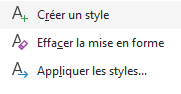 Créer un style
Effacer la mise en forme
Appliquer les styles...